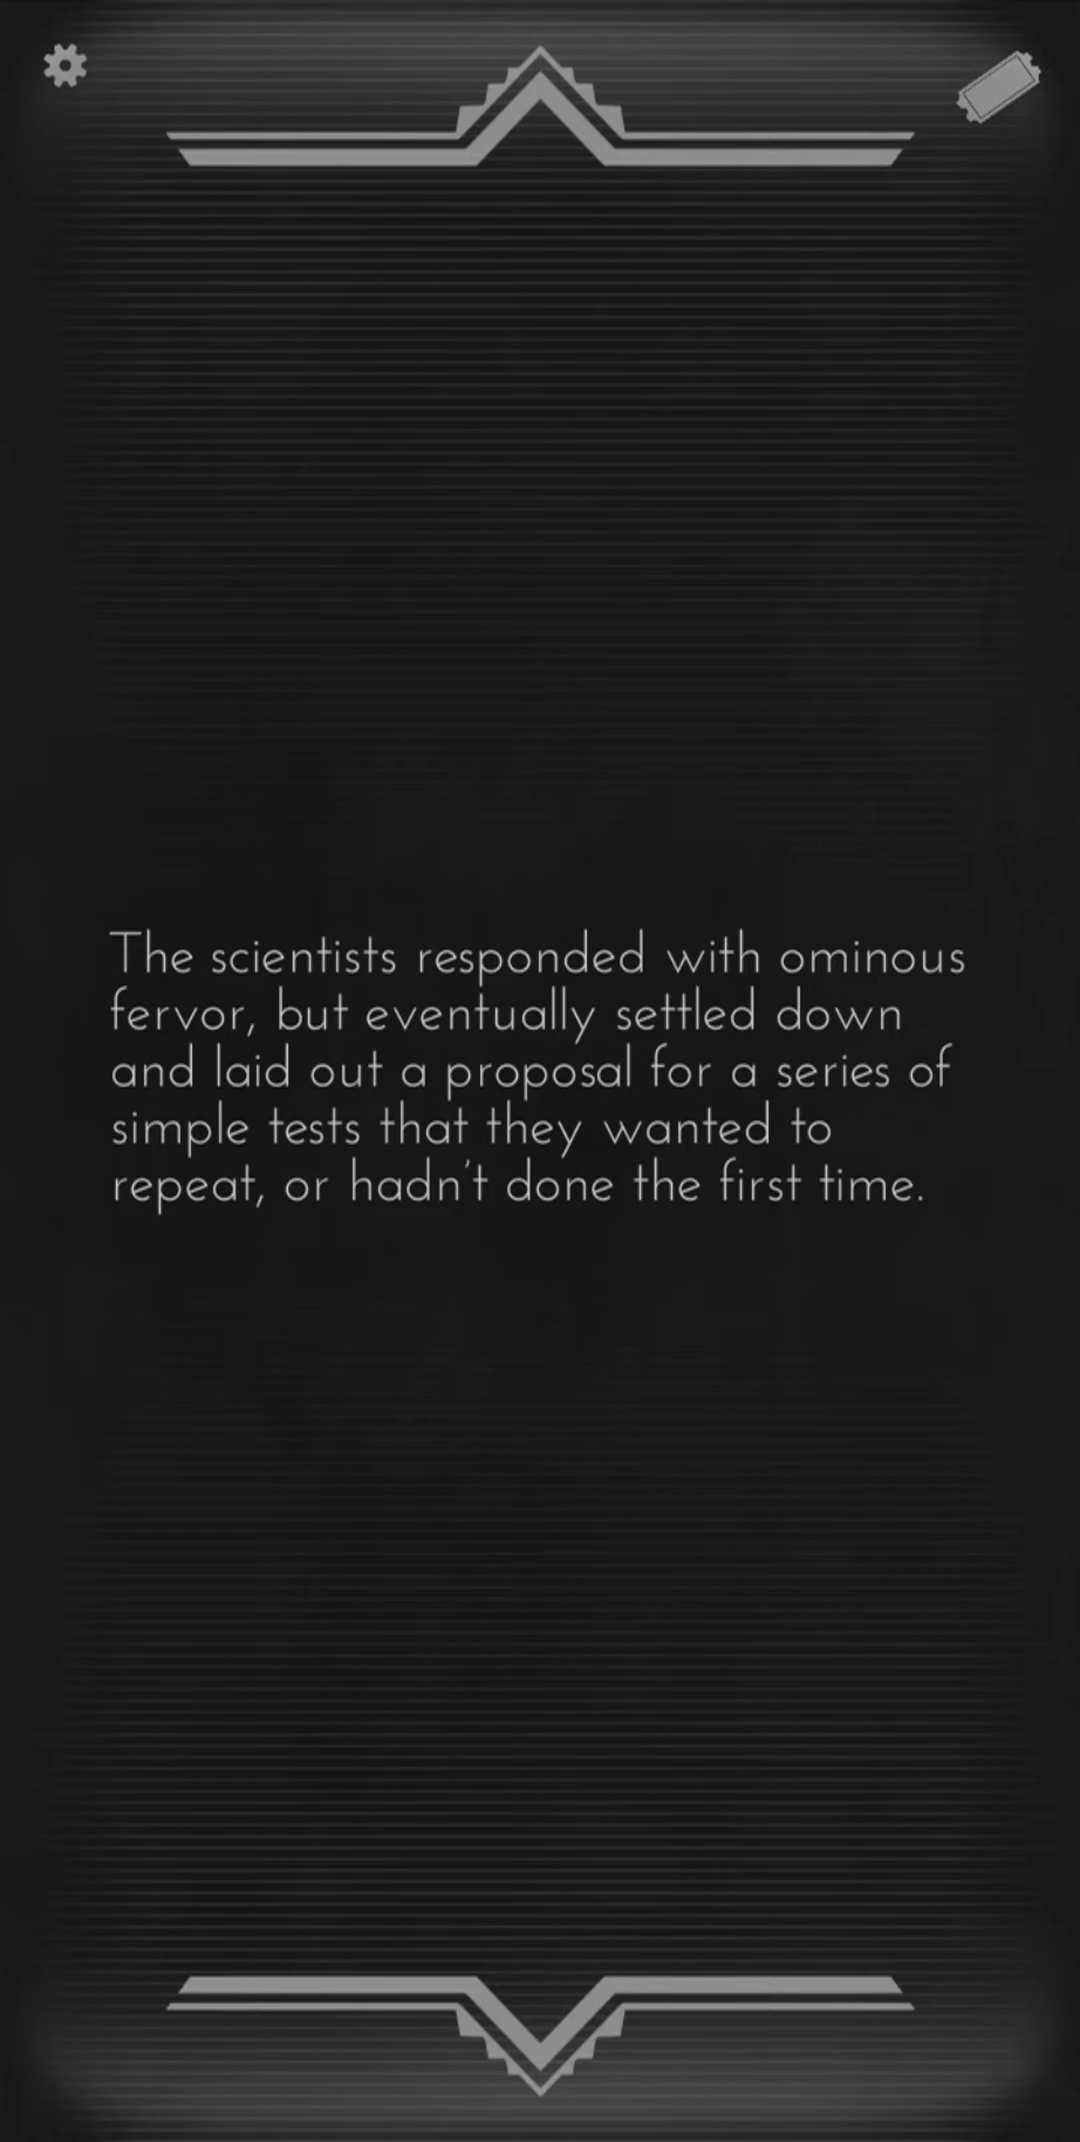 The scientists responded with ominous
fervor, but eventually settled down
and laid out a proposal for a series of
simple tests that they wanted to
repeat, or hadn't done the first time.